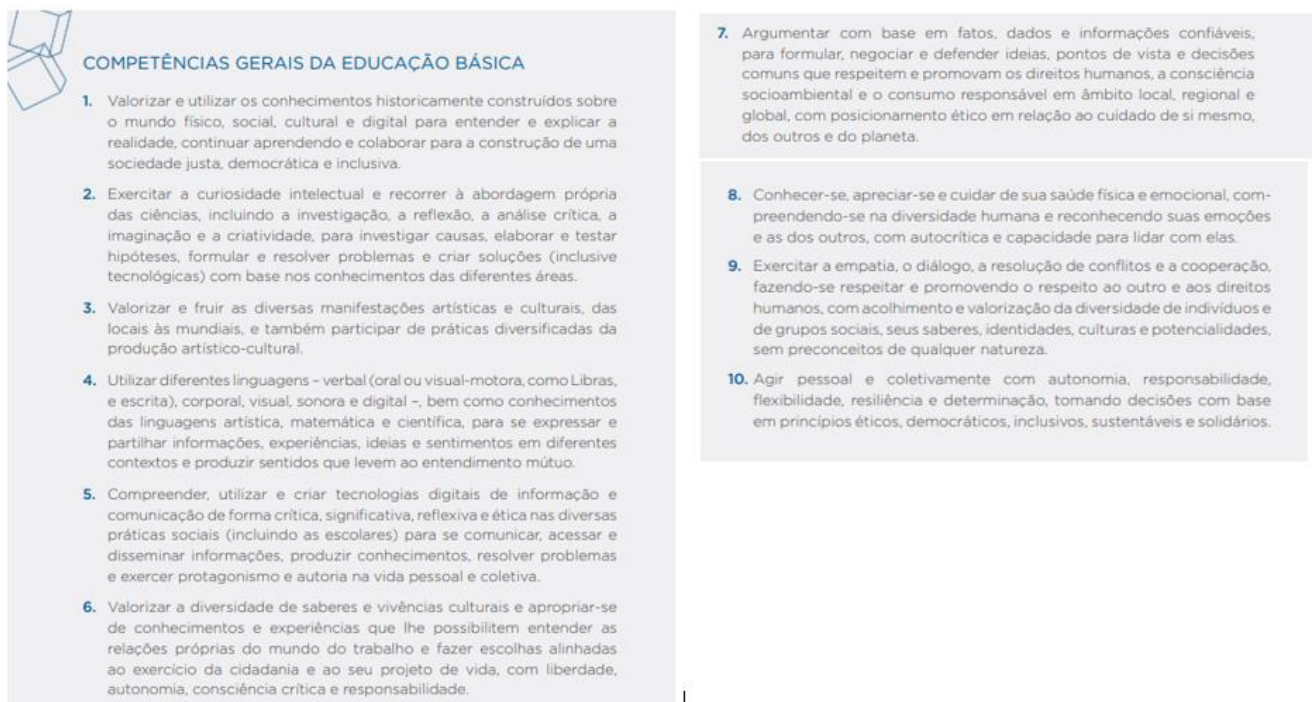 COMPETÊNCIAS GERAIS DA EDUCAÇÃO BÁSICA
1. Valorizar e utilizar os conhecimentos historicamente construídos sobre
o mundo físico, social, cultural e digital para entender e explicar a
realidade, continuar aprendendo e colaborar para a construção de uma
sociedade justa, democrática e inclusiva.
2. Exercitar a curiosidade intelectual e recorrer à abordagem própria
das ciências, incluindo a investigação, a reflexão, a análise crítica, a
imaginação e a criatividade, para investigar causas, elaborar e testar
hipóteses, formular e resolver problemas e criar soluções (inclusive
tecnológicas) com base nos conhecimentos das diferentes áreas.
3. Valorizar e fruir as diversas manifestações artísticas e culturais, das
locais às mundiais, e também participar de práticas diversificadas da
produção artístico-cultural.
4. Utilizar diferentes linguagens – verbal (oral ou visual-motora, como Libras,
e escrita), corporal, visual, sonora e digital –, bem como conhecimentos
das linguagens artística, matemática e científica, para se expressar e
partilhar informações, experiências, ideias e sentimentos em diferentes
contextos e produzir sentidos que levem ao entendimento mútuo.
5. Compreender, utilizar e criar tecnologias digitais de informação e
comunicação de forma crítica, significativa, reflexiva e ética nas diversas
práticas sociais (incluindo as escolares) para se comunicar, acessar e
disseminar informações, produzir conhecimentos, resolver problemas
e exercer protagonismo e autoria na vida pessoal e coletiva.
6. Valorizar a diversidade de saberes e vivências culturais e apropriar-se
de conhecimentos e experiências que lhe possibilitem entender as
relações próprias do mundo do trabalho e fazer escolhas alinhadas
ao exercício da cidadania e ao seu projeto de vida, com liberdade,
autonomia, consciência crítica e responsabilidade.
7. Argumentar com base em fatos, dados e informações confiáveis,
para formular, negociar e defender ideias, pontos de vista e decisões
comuns que respeitem e promovam os direitos humanos, a consciência
socioambiental e o consumo responsável em âmbito local, regional e
global, com posicionamento ético em relação ao cuidado de si mesmo,
dos outros e do planeta.
8. Conhecer-se, apreciar-se e cuidar de sua saúde física e emocional, com-
preendendo-se na diversidade humana e reconhecendo suas emoções
e as dos outros, com autocrítica e capacidade para lidar com elas.
9. Exercitar a empatia, o diálogo, a resolução de conflitos e a cooperação,
fazendo-se respeitar e promovendo o respeito ao outro e aos direitos
humanos, com acolhimento e valorização da diversidade de indivíduos e
de grupos sociais, seus saberes, identidades, culturas e potencialidades,
sem preconceitos de qualquer natureza.
10. Agir pessoal e coletivamente com autonomia, responsabilidade,
flexibilidade, resiliência e determinação, tomando decisões com base
em princípios éticos, democráticos, inclusivos, sustentáveis e solidários.